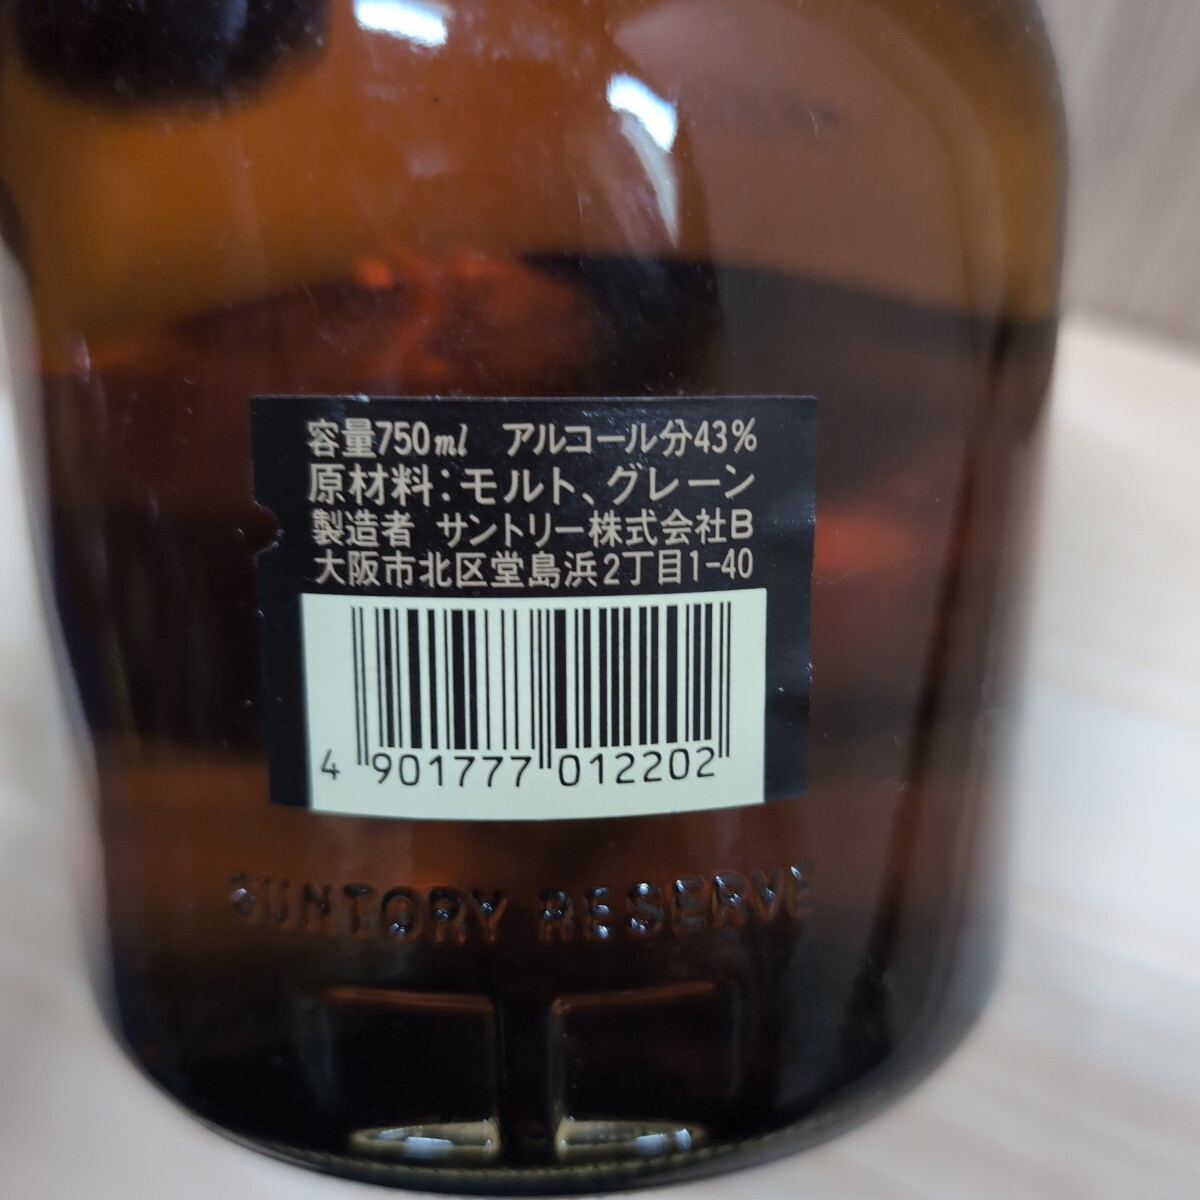 容量750ml アルコール分43%
原材料：モルト、グレーン
製造者 サントリー株式会社B
大阪市北区堂島浜2丁目1-40
4 901777 012202
SUNTORY RESERVE